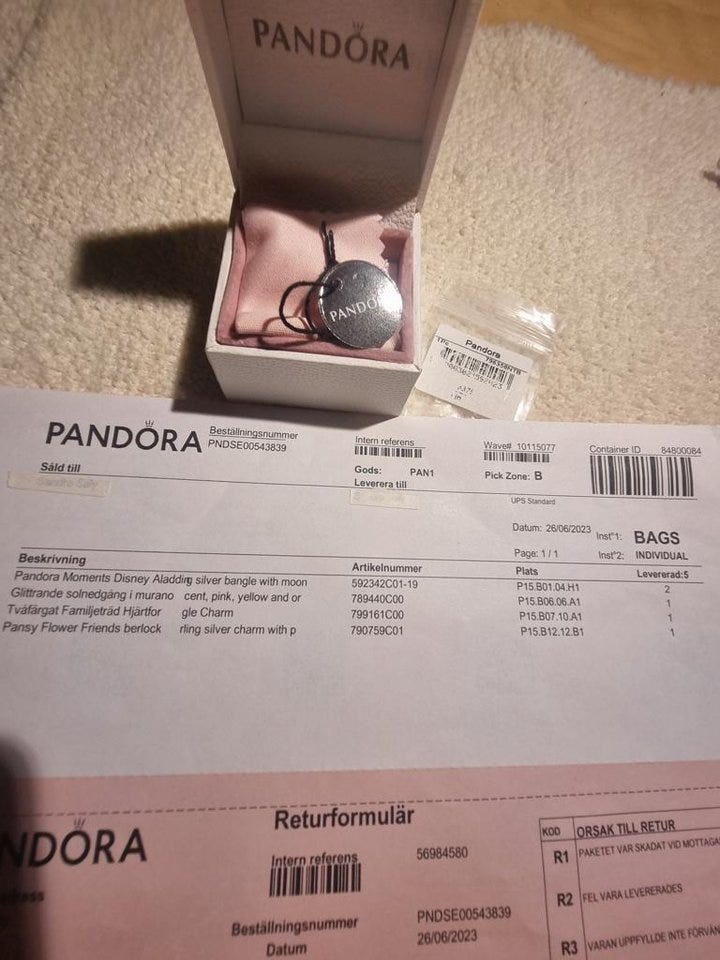 PANDORA
PANDO
Pandora
PANDORA
Beställningsnummer
PNDSE00543839
Intern referens
Wave# 10115077
Container ID 84800084
Såld till
Gods: PAN1
Pick Zone: B
Leverera till
UPS Standard
Datum: 26/06/2023
Inst"1: BAGS
Page: 1 / 1
Inst"2: INDIVIDUAL
Beskrivning Artikelnummer Plats Levererad:5
Pandora Moments Disney Aladdin g silver bangle with moon 592342C01-19 P15.B01.04.H1 2
Glittrande solnedgång i murano cent, pink, yellow and or 789440C00 P15.B06.06.A1 1
Tvåfärgat Familjeträd Hjärtfor gle Charm 799161C00 P15.B07.10.A1 1
Pansy Flower Friends berlock rling silver charm with p 790759C01 P15.B12.12.B1 1
NDORA
Returformulär
Intern referens 56984580
Beställningsnummer PNDSE00543839
Datum 26/06/2023
KOD ORSAK TILL RETUR
R1 PAKETET VAR SKADAT VID MOTTAGA
R2 FEL VARA LEVERERADES
R3 VARAN UPPFYLLDE INTE FÖRVÄN